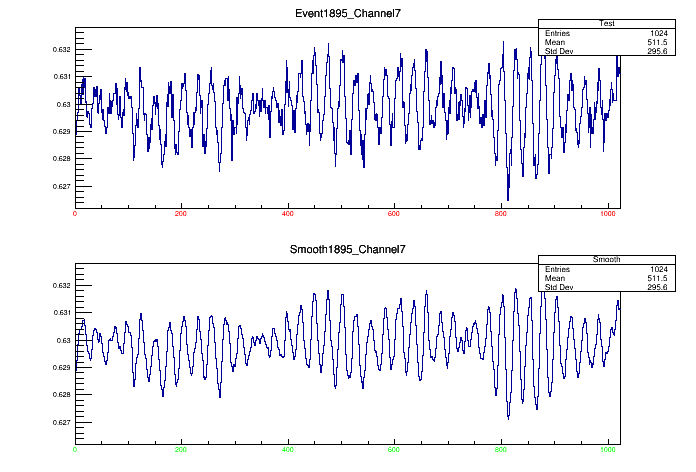 Event1895_Channel7
Test
Entries 1024
Mean 511.5
Std Dev 295.6
0.632
0.631
0.63
0.629
0.628
0.627
0 200 400 600 800 1000
Smooth1895_Channel7
Smooth
Entries 1024
Mean 511.5
Std Dev 295.6
0.632
0.631
0.63
0.629
0.628
0.627
0 200 400 600 800 1000